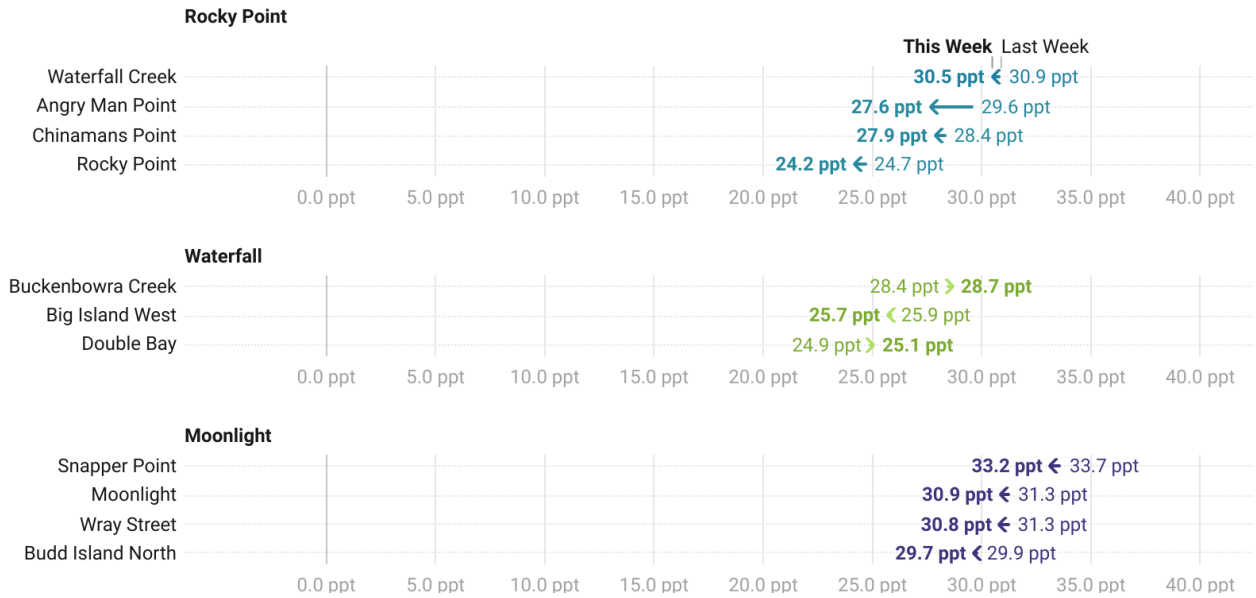 Rocky Point
This Week Last Week
Waterfall Creek 30.5 ppt 30.9 ppt
Angry Man Point 27.6 ppt 29.6 ppt
Chinamans Point 27.9 ppt 28.4 ppt
Rocky Point 24.2 ppt 24.7 ppt
0.0 ppt 5.0 ppt 10.0 ppt 15.0 ppt 20.0 ppt 25.0 ppt 30.0 ppt 35.0 ppt 40.0 ppt
Waterfall
Buckenbowra Creek 28.4 ppt 28.7 ppt
Big Island West 25.7 ppt 25.9 ppt
Double Bay 24.9 ppt 25.1 ppt
0.0 ppt 5.0 ppt 10.0 ppt 15.0 ppt 20.0 ppt 25.0 ppt 30.0 ppt 35.0 ppt 40.0 ppt
Moonlight
Snapper Point 33.2 ppt 33.7 ppt
Moonlight 30.9 ppt 31.3 ppt
Wray Street 30.8 ppt 31.3 ppt
Budd Island North 29.7 ppt 29.9 ppt
0.0 ppt 5.0 ppt 10.0 ppt 15.0 ppt 20.0 ppt 25.0 ppt 30.0 ppt 35.0 ppt 40.0 ppt